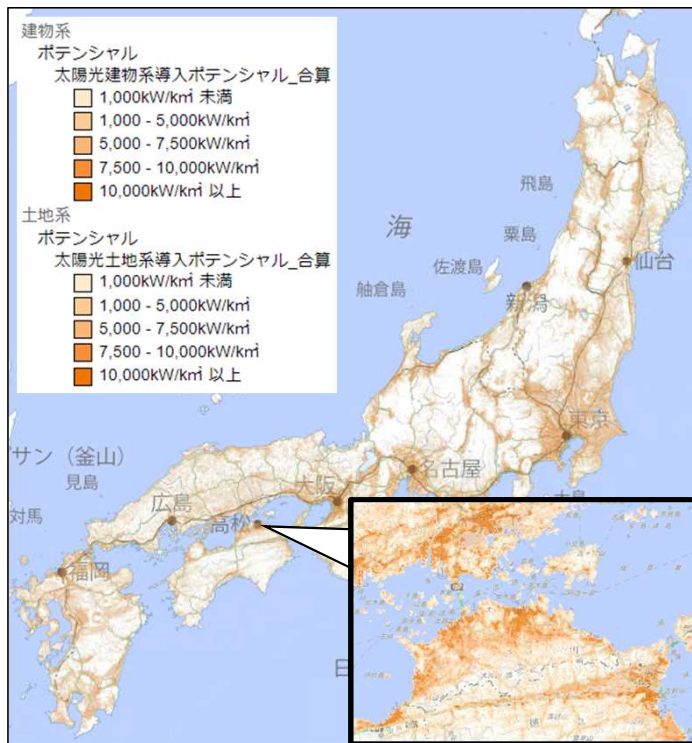 建物系
ポテンシャル
太陽光建物系導入ポテンシャル_合算
1,000kW/k㎡ 未満
1,000 - 5,000kW/k㎡
5,000 - 7,500kW/k㎡
7,500 - 10,000kW/k㎡
10,000kW/k㎡ 以上
土地系
ポテンシャル
太陽光土地系導入ポテンシャル_合算
1,000kW/k㎡ 未満
1,000 - 5,000kW/k㎡
5,000 - 7,500kW/k㎡
7,500 - 10,000kW/k㎡
10,000kW/k㎡ 以上
飛島
海
粟島
佐渡島
仙台
舳倉島
新潟
東京
プサン（釜山）
見島
名古屋
大阪
対馬
広島
高松
福岡
日